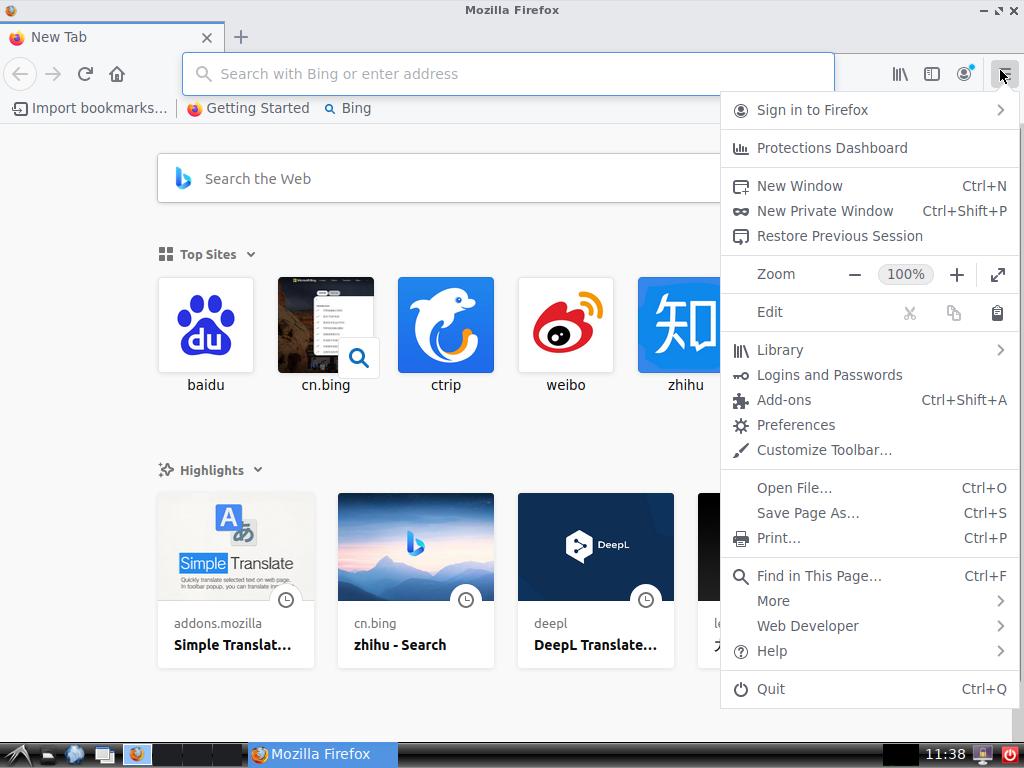 Mozilla Firefox
New Tab
Search with Bing or enter address
Import bookmarks...
Getting Started
Bing
Sign in to Firefox
Protections Dashboard
New Window Ctrl+N
New Private Window Ctrl+Shift+P
Restore Previous Session
Zoom 100%
Edit
Library
Logins and Passwords
Add-ons Ctrl+Shift+A
Preferences
Customize Toolbar...
Open File... Ctrl+O
Save Page As... Ctrl+S
Print... Ctrl+P
Find in This Page... Ctrl+F
More
Web Developer
Help
Quit Ctrl+Q
Search the Web
Top Sites
du
知
baidu
cn.bing
ctrip
weibo
zhihu
Highlights
A
あ
Simple Translate
Quickly translate selected text on web page.
In toolbar popup, you can translate input
DeepL
addons.mozilla
Simple Translat...
cn.bing
zhihu - Search
deepl
DeepL Translate...
Mozilla Firefox
11:38